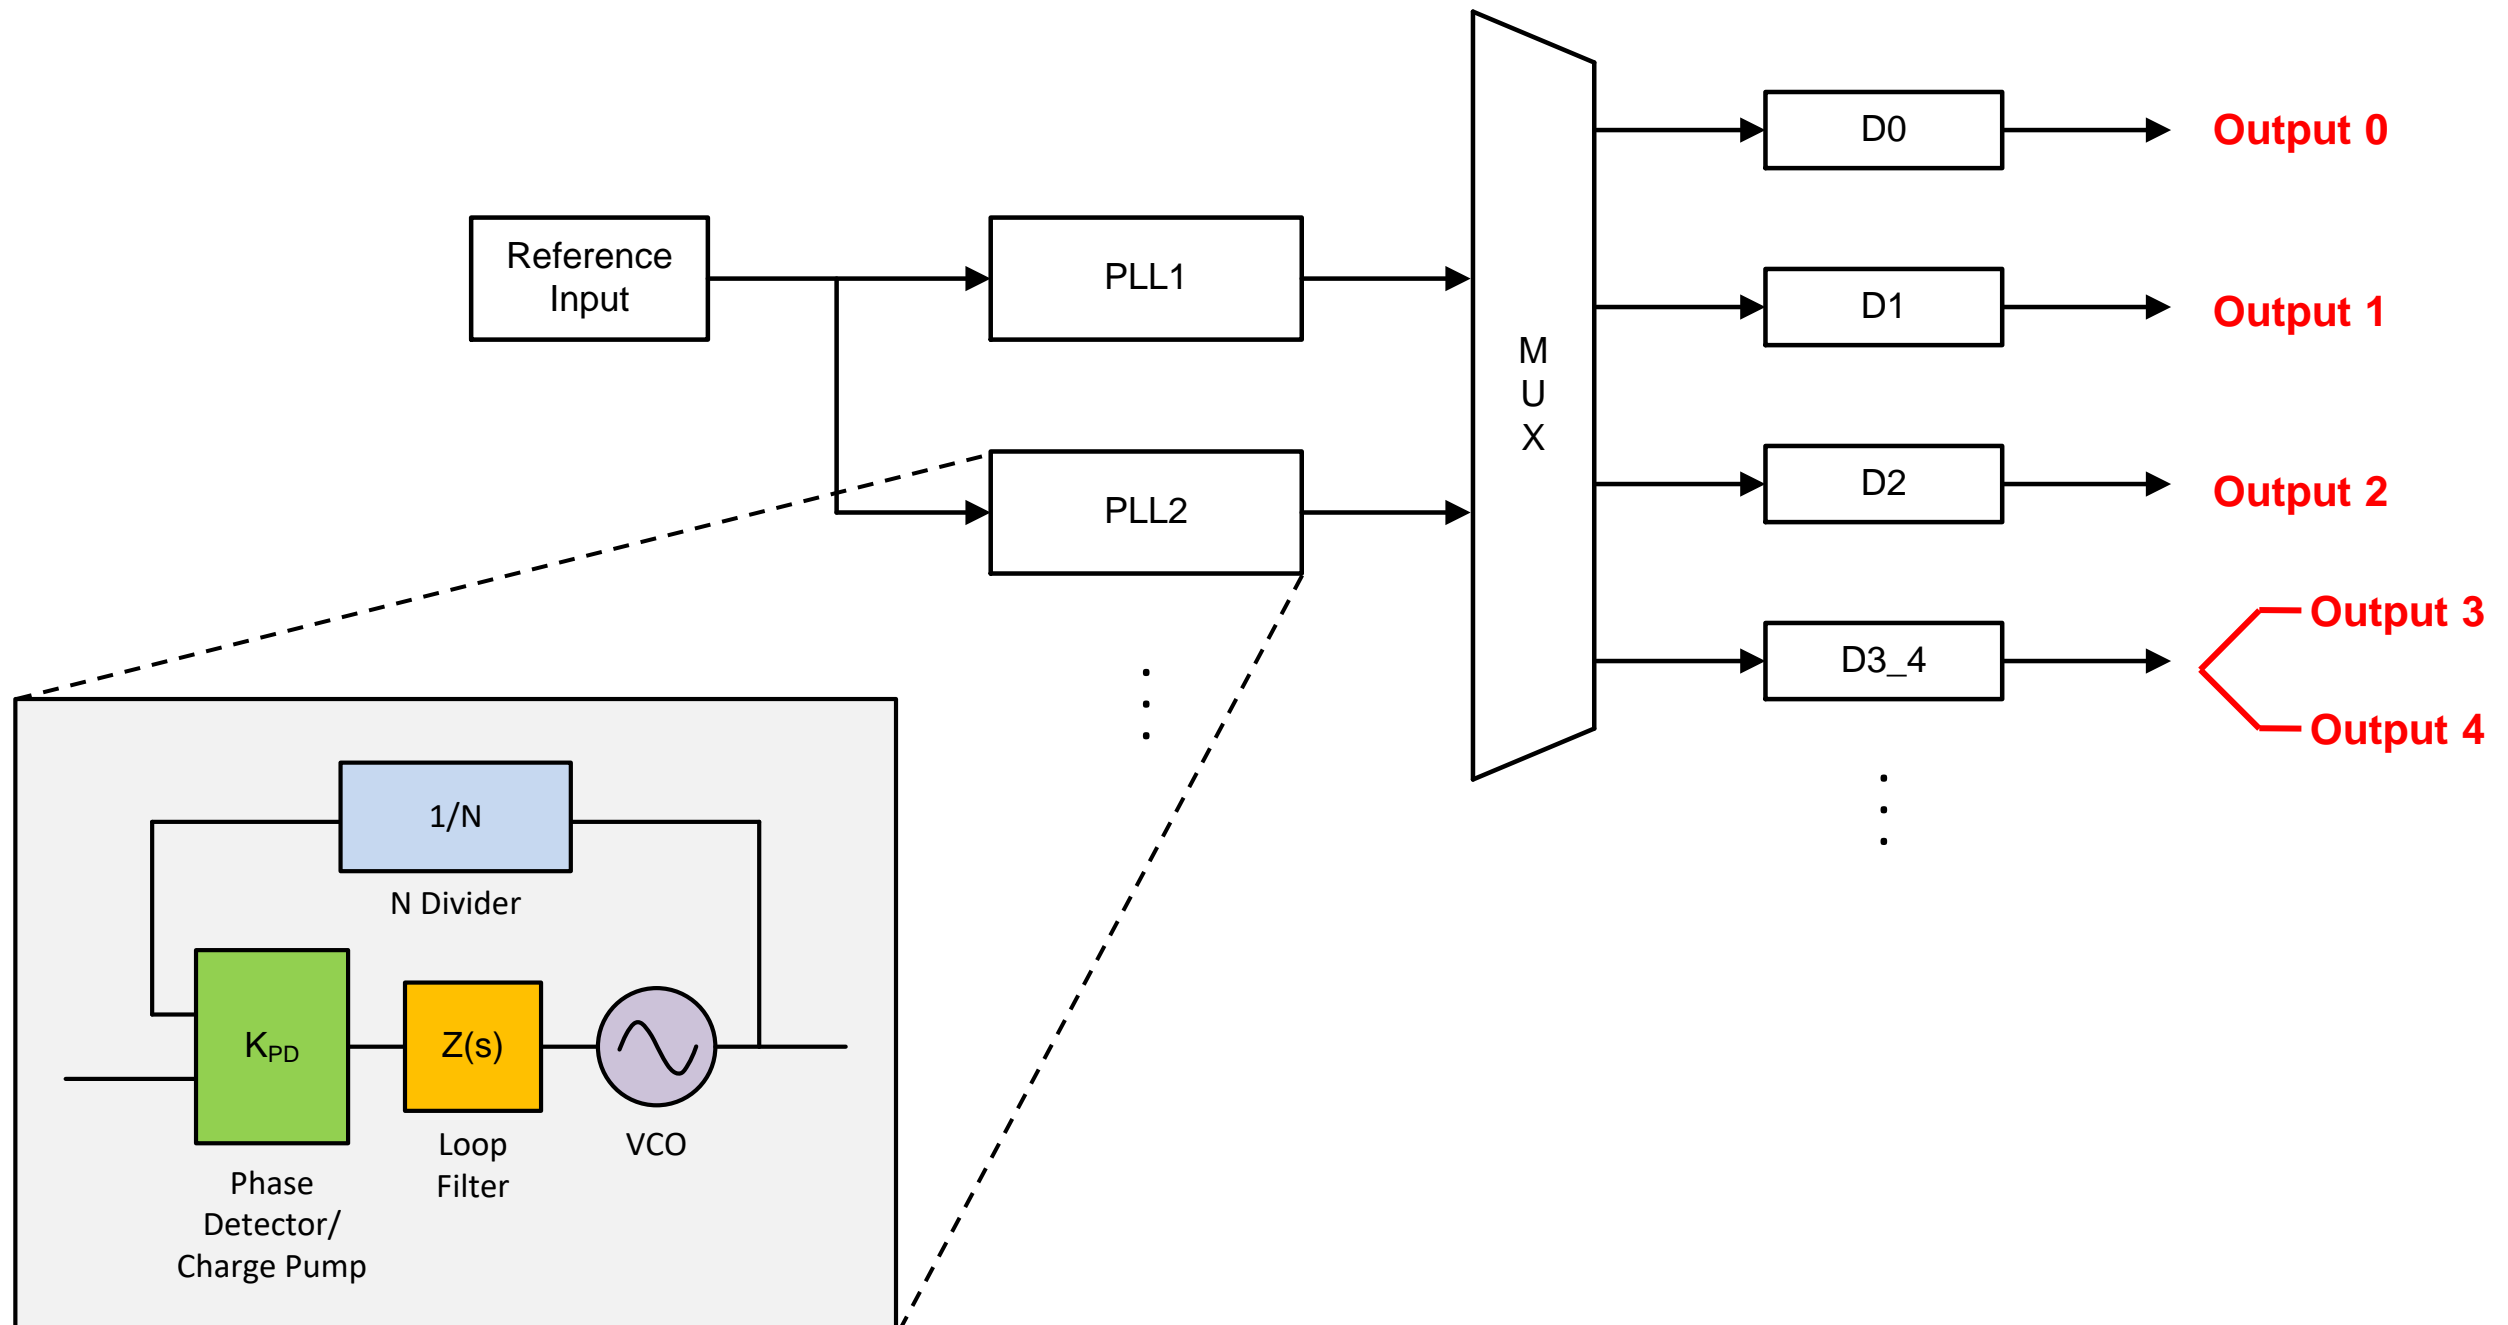 D0
Output 0
Reference
Input
PLL1
D1
Output 1
M
U
X
PLL2
D2
Output 2
D3_4
Output 3
Output 4
1/N
N Divider
KPD
Z(s)
Loop
Filter
VCO
Phase
Detector/
Charge Pump